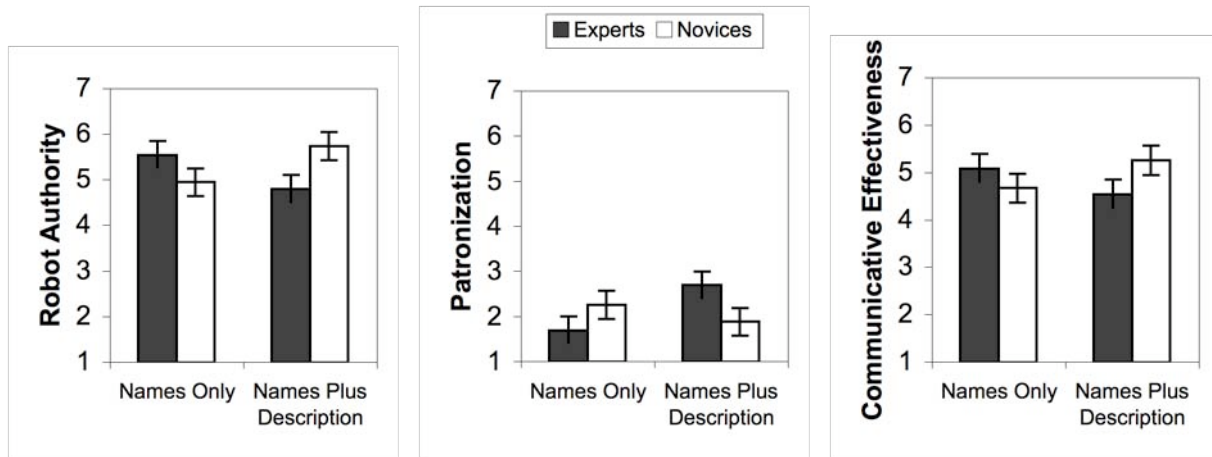 Experts Novices
Robot Authority
7
6
5
4
3
2
1
Names Only Names Plus
Description
Patronization
7
6
5
4
3
2
1
Names Only Names Plus
Description
Communicative Effectiveness
7
6
5
4
3
2
1
Names Only Names Plus
Description